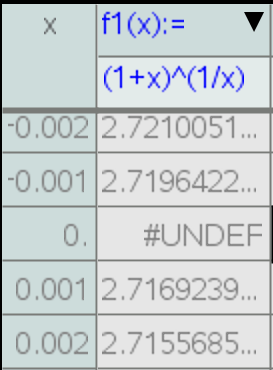 x f1(x):= ▼
(1+x)^(1/x)
-0.002 2.7210051...
-0.001 2.7196422...
0. #UNDEF
0.001 2.7169239...
0.002 2.7155685...